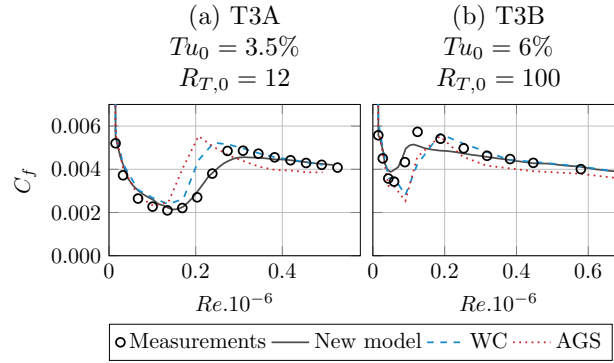 (a) T3A
Tu₀ = 3.5%
R_{T,0} = 12
(b) T3B
Tu₀ = 6%
R_{T,0} = 100
C_f
0.006
0.004
0.002
0.000
0 0.2 0.4 0.6
Re.10⁻⁶
0 0.2 0.4 0.6
Re.10⁻⁶
Measurements New model WC AGS